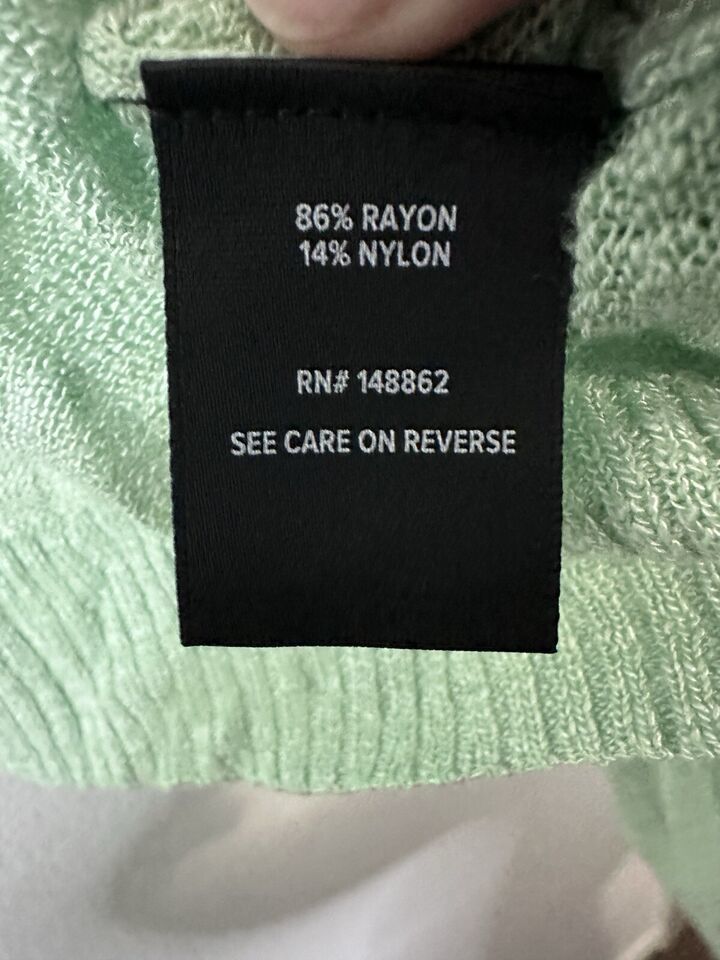 86% RAYON
14% NYLON
RN# 148862
SEE CARE ON REVERSE